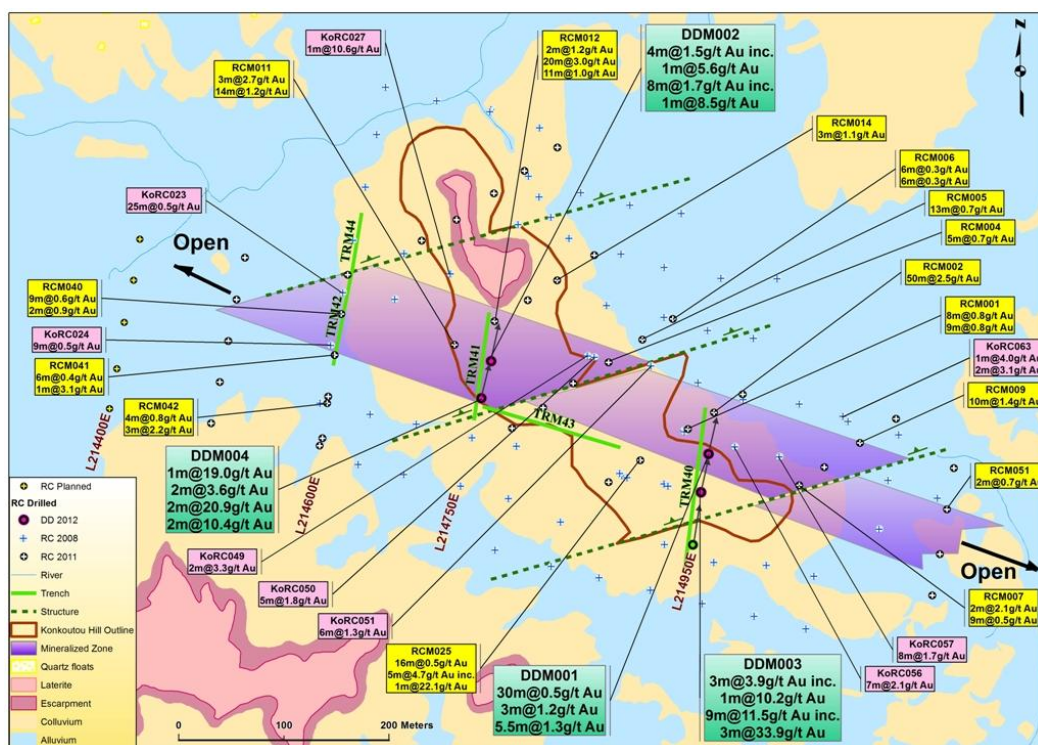 KoRC027
1m@10.6g/t Au
RCM012
2m@1.2g/t Au
20m@3.0g/t Au
11m@1.0g/t Au
DDM002
4m@1.5g/t Au inc.
1m@5.6g/t Au
8m@1.7g/t Au inc.
1m@8.5g/t Au
N
RCM011
3m@2.7g/t Au
14m@1.2g/t Au
RCM014
3m@1.1g/t Au
RCM006
6m@0.3g/t Au
6m@0.3g/t Au
RCM005
13m@0.7g/t Au
RCM004
5m@0.7g/t Au
KoRC023
25m@0.5g/t Au
TRM44
Open
RCM002
50m@2.5g/t Au
RCM040
9m@0.6g/t Au
2m@0.9g/t Au
TRM42
RCM001
8m@0.8g/t Au
9m@0.8g/t Au
KoRC024
9m@0.5g/t Au
KoRC063
1m@4.0g/t Au
2m@3.1g/t Au
RCM041
6m@0.4g/t Au
1m@3.1g/t Au
TRM41
RCM009
10m@1.4g/t Au
RCM042
4m@0.8g/t Au
3m@2.2g/t Au
TRM43
L214400E
DDM004
1m@19.0g/t Au
2m@3.6g/t Au
2m@20.9g/t Au
2m@10.4g/t Au
L214600E
L214750E
TRM40
RCM051
2m@0.7g/t Au
L214950E
Open
KoRC049
2m@3.3g/t Au
KoRC050
5m@1.8g/t Au
KoRC051
6m@1.3g/t Au
RCM007
2m@2.1g/t Au
9m@0.5g/t Au
KoRC057
8m@1.7g/t Au
RCM025
16m@0.5g/t Au
5m@4.7g/t Au inc.
1m@22.1g/t Au
DDM001
30m@0.5g/t Au
3m@1.2g/t Au
5.5m@1.3g/t Au
DDM003
3m@3.9g/t Au inc.
1m@10.2g/t Au
9m@11.5g/t Au inc.
3m@33.9g/t Au
KoRC056
7m@2.1g/t Au
RC Planned
RC Drilled
DD 2012
RC 2008
RC 2011
River
Trench
Structure
Konkoutou Hill Outline
Mineralized Zone
Quartz floats
Laterite
Escarpment
Colluvium
Alluvium
0 100 200 Meters